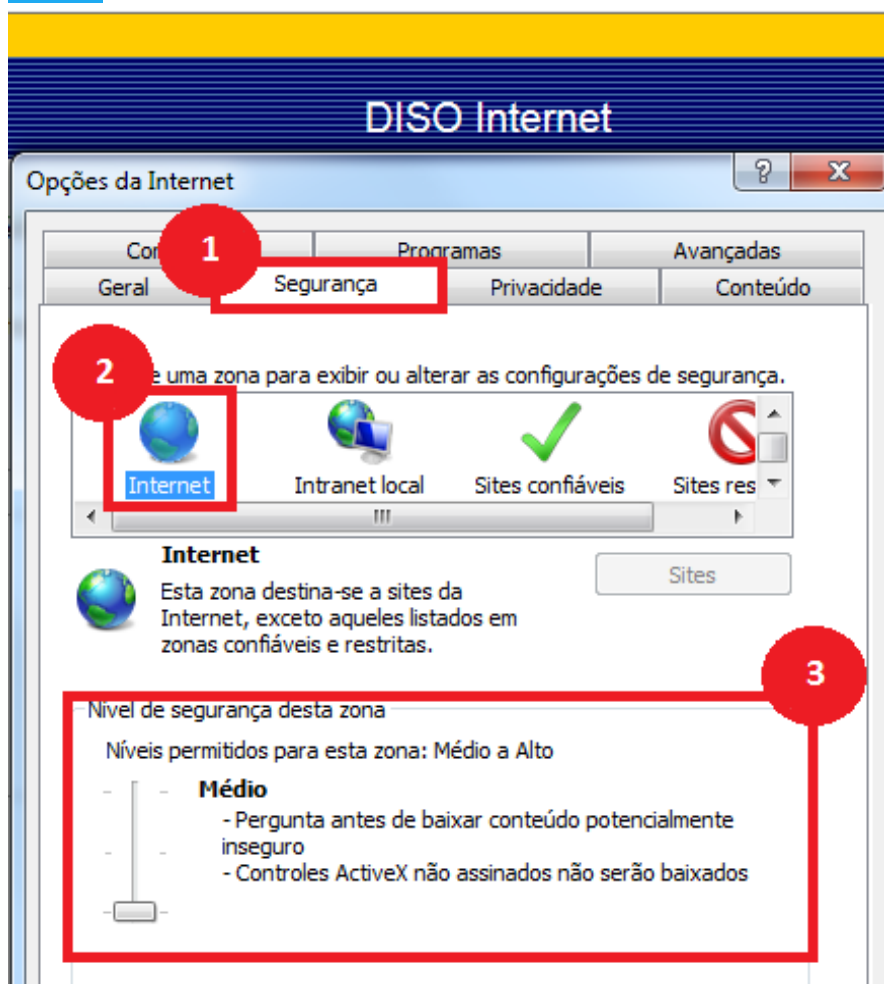 DISO Internet
Opções da Internet
1
Programas
Avançadas
Geral
Segurança
Privacidade
Conteúdo
2
uma zona para exibir ou alterar as configurações de segurança.
Internet
Intranet local
Sites confiáveis
Sites res
Internet
Sites
Esta zona destina-se a sites da
Internet, exceto aqueles listados em
zonas confiáveis e restritas.
3
Nível de segurança desta zona
Níveis permitidos para esta zona: Médio a Alto
Médio
- Pergunta antes de baixar conteúdo potencialmente
inseguro
- Controles ActiveX não assinados não serão baixados